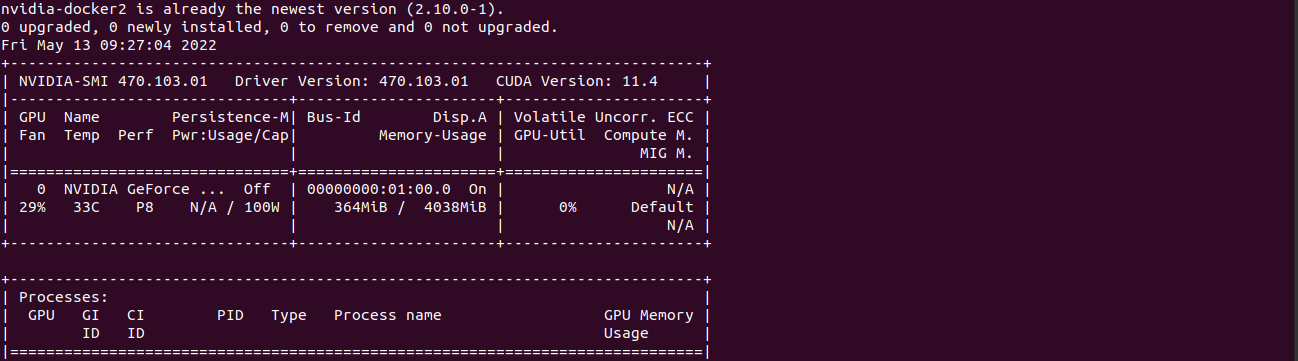 nvidia-docker2 is already the newest version (2.10.0-1).
0 upgraded, 0 newly installed, 0 to remove and 0 not upgraded.
Fri May 13 09:27:04 2022
+-----------------------------------------------------------------------------+
| NVIDIA-SMI 470.103.01   Driver Version: 470.103.01   CUDA Version: 11.4     |
|-------------------------------+----------------------+----------------------+
| GPU  Name        Persistence-M| Bus-Id        Disp.A | Volatile Uncorr. ECC |
| Fan  Temp  Perf  Pwr:Usage/Cap|         Memory-Usage | GPU-Util  Compute M. |
|                               |                      |               MIG M. |
|===============================+======================+======================|
|   0  NVIDIA GeForce ...  Off  | 00000000:01:00.0  On |                  N/A |
| 29%   33C    P8    N/A / 100W |    364MiB /  4038MiB |      0%      Default |
|                               |                      |                  N/A |
+-------------------------------+----------------------+----------------------+

+-----------------------------------------------------------------------------+
| Processes:                                                                  |
|  GPU   GI   CI        PID   Type   Process name                  GPU Memory |
|        ID   ID                                                   Usage      |
|=============================================================================|